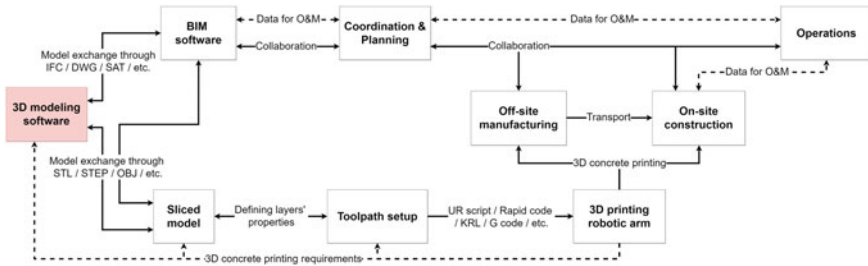 BIM
software
Data for O&M
Collaboration
Coordination &
Planning
Data for O&M
Collaboration
Operations
Model exchange through
IFC / DWG / SAT / etc.
Data for O&M
3D modeling
software
Off-site
manufacturing
Transport
On-site
construction
Model exchange through
STL / STEP / OBJ / etc.
3D concrete printing
Sliced
model
Defining layers'
properties
Toolpath setup
UR script / Rapid code
/ KRL / G code / etc.
3D printing
robotic arm
3D concrete printing requirements